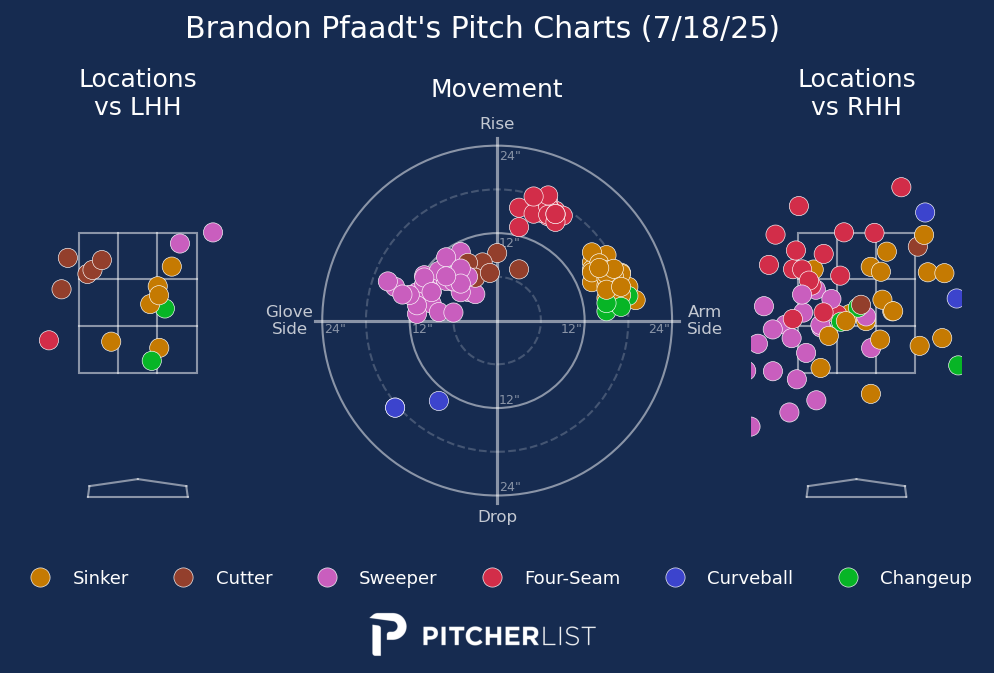 Brandon Pfaadt's Pitch Charts (7/18/25)
Locations
vs LHH
Movement
Locations
vs RHH
Rise
24"
12"
Glove
Side
24"
12"
12"
24"
Arm
Side
12"
24"
Drop
Sinker
Cutter
Sweeper
Four-Seam
Curveball
Changeup
PITCHERLIST